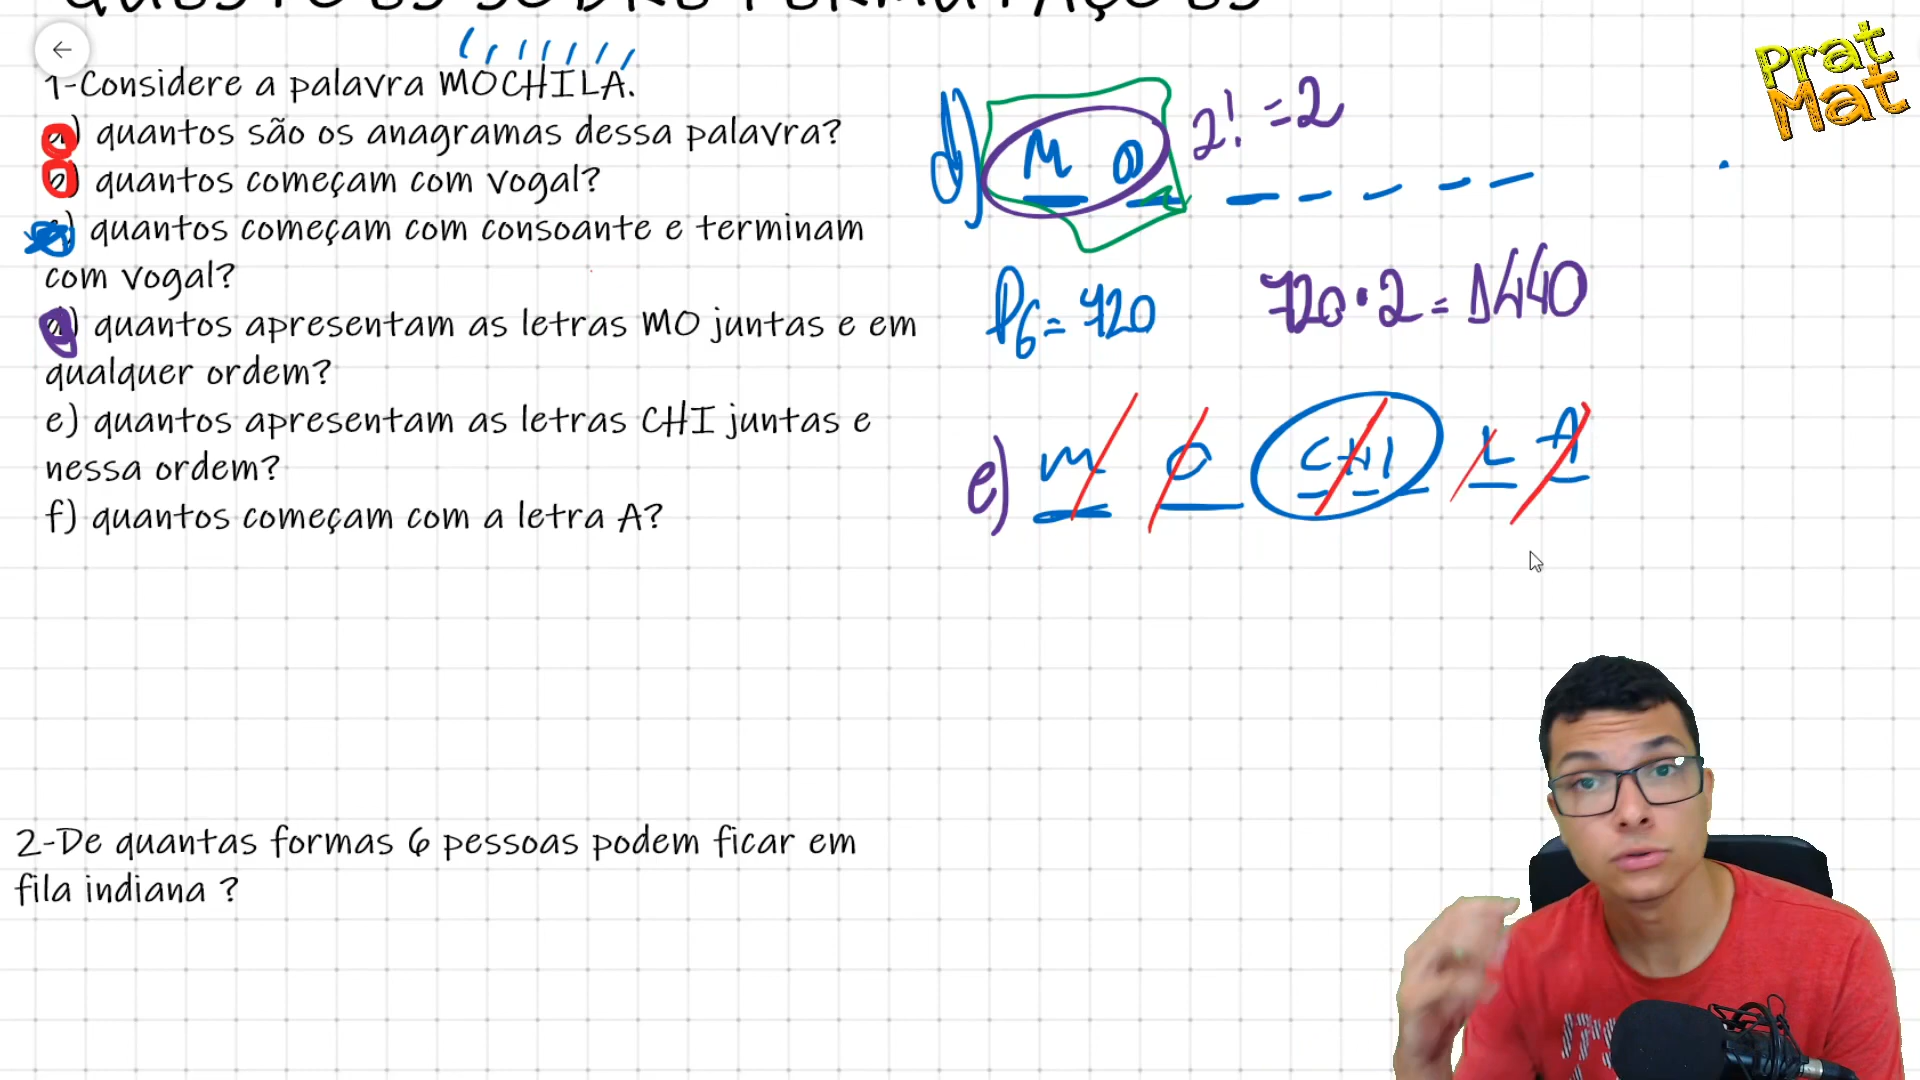 QUESTÕES SOBRE PERMUTAÇÕES
1-Considere a palavra MOCHILA.
a) quantos são os anagramas dessa palavra?
b) quantos começam com vogal?
c) quantos começam com consoante e terminam
com vogal?
d) quantos apresentam as letras MO juntas e em
qualquer ordem?
e) quantos apresentam as letras CHI juntas e
nessa ordem?
f) quantos começam com a letra A?
2-De quantas formas 6 pessoas podem ficar em
fila indiana ?
d) M O 2! = 2
P6 = 720 720 · 2 = 1440
e) M O CHI L A
Prat
Mat